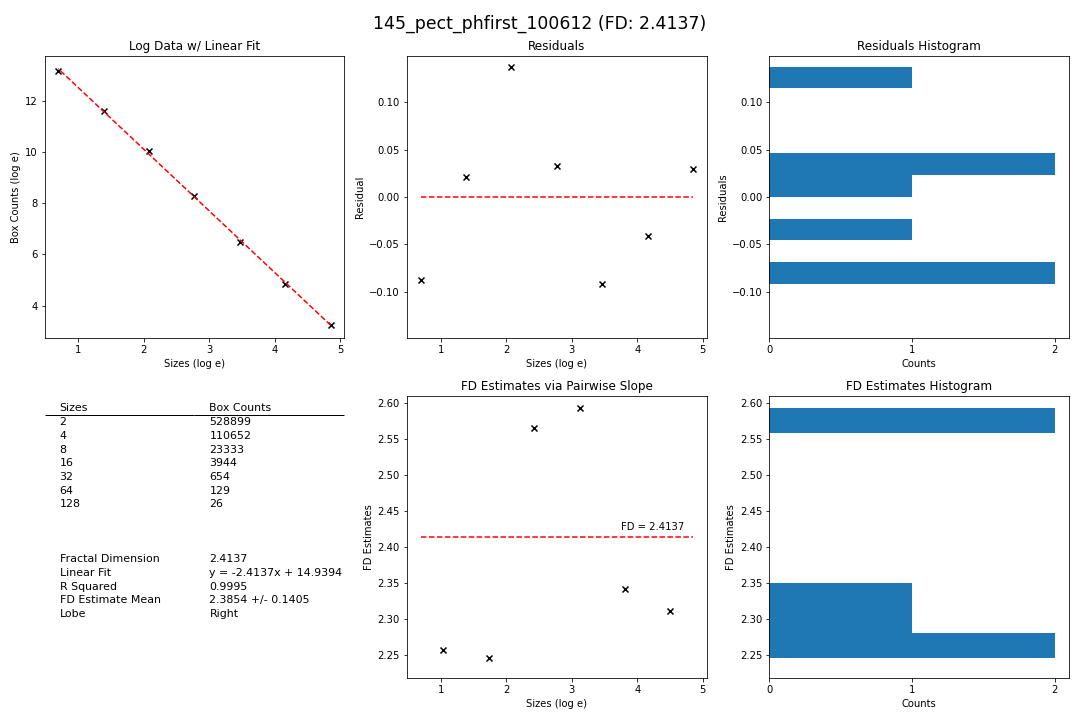 145_pect_phfirst_100612 (FD: 2.4137)
Log Data w/ Linear Fit
12
10
8
6
4
Box Counts (log e)
1 2 3 4 5
Sizes (log e)
Residuals
0.10
0.05
0.00
−0.05
−0.10
Residual
1 2 3 4 5
Sizes (log e)
Residuals Histogram
0.10
0.05
0.00
−0.05
−0.10
Residuals
0 1 2
Counts
Sizes Box Counts
2 528899
4 110652
8 23333
16 3944
32 654
64 129
128 26
Fractal Dimension 2.4137
Linear Fit y = -2.4137x + 14.9394
R Squared 0.9995
FD Estimate Mean 2.3854 +/- 0.1405
Lobe Right
FD Estimates via Pairwise Slope
2.60
2.55
2.50
2.45
2.40
2.35
2.30
2.25
FD Estimates
FD = 2.4137
1 2 3 4 5
Sizes (log e)
FD Estimates Histogram
2.60
2.55
2.50
2.45
2.40
2.35
2.30
2.25
FD Estimates
0 1 2
Counts